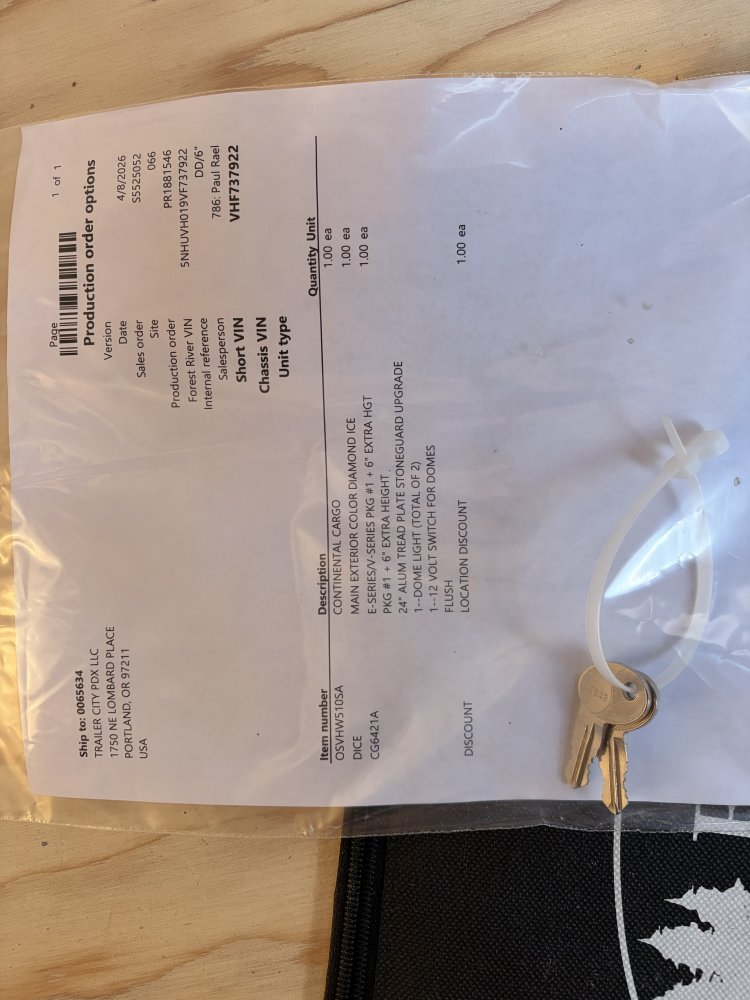 Page 1 of 1
Production order options
Version
Date 4/8/2026
Sales order S5525052
Site 066
Production order PR1881546
Forest River VIN 5NHUVH019VF737922
Internal reference DD/6"
Salesperson 786: Paul Rael
Short VIN VHF737922
Chassis VIN
Unit type
Ship to: 0065634
TRAILER CITY PDX LLC
1750 NE LOMBARD PLACE
PORTLAND, OR 97211
USA
Item number Description Quantity Unit
OSVHW510SA CONTINENTAL CARGO 1.00 ea
DICE MAIN EXTERIOR COLOR DIAMOND ICE 1.00 ea
CG6421A E-SERIES/V-SERIES PKG #1 + 6" EXTRA HGT 1.00 ea
PKG #1 + 6" EXTRA HEIGHT.
24" ALUM TREAD PLATE STONEGUARD UPGRADE
1--DOME LIGHT (TOTAL OF 2)
1--12 VOLT SWITCH FOR DOMES
FLUSH
DISCOUNT LOCATION DISCOUNT 1.00 ea